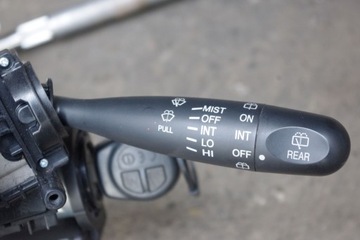 MIST
OFF
INT
LO
HI
PULL
ON
INT
OFF
REAR